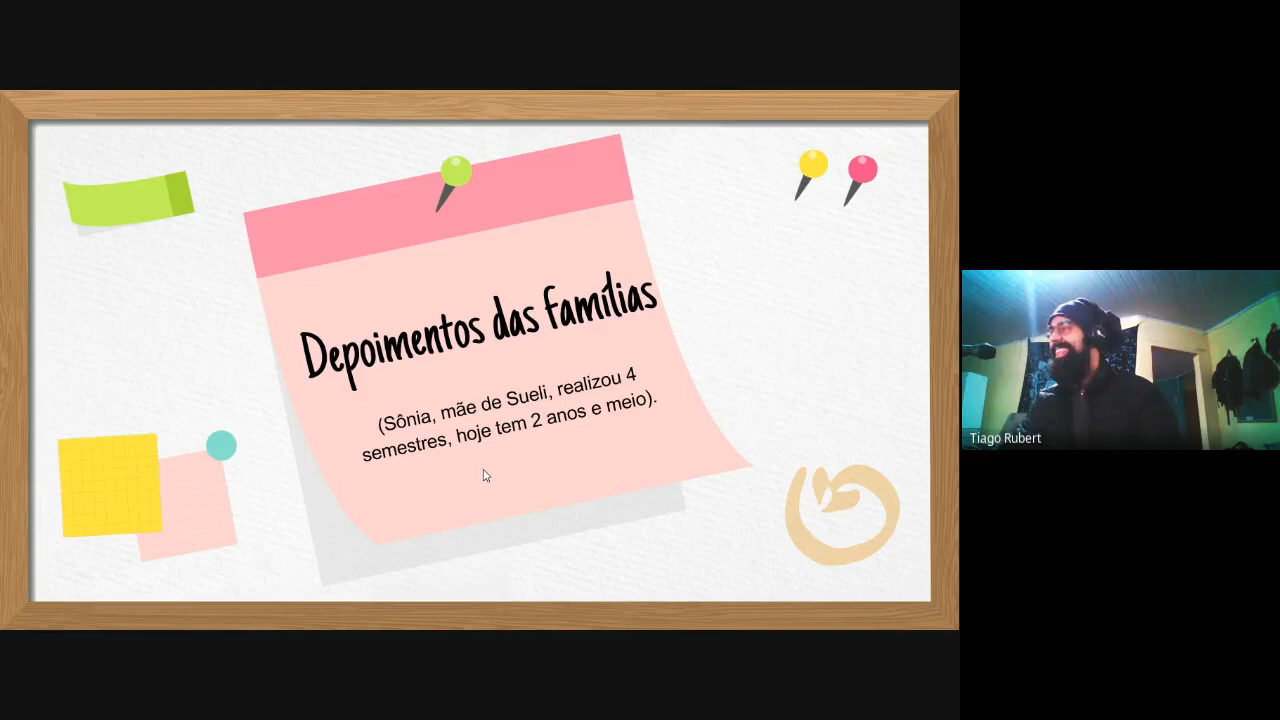 Depoimentos das famílias
(Sônia, mãe de Sueli, realizou 4
semestres, hoje tem 2 anos e meio).
Tiago Rubert